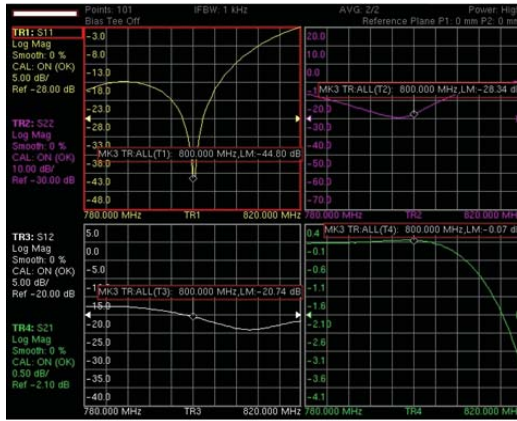 Points: 101 IFBW: 1 kHz AVG: 2/2 Power: High
Bias Tee Off Reference Plane P1: 0 mm P2: 0 mm
TR1: S11
Log Mag
Smooth: 0 %
CAL: ON (OK)
5.00 dB/
Ref -28.00 dB
TR2: S22
Log Mag
Smooth: 0 %
CAL: ON (OK)
10.00 dB/
Ref -30.00 dB
-3.0
-8.0
-13.0
-18.0
-23.0
-28.0
-33.0
MK3 TR:ALL(T1): 800.000 MHz,LM:-44.80 dB
-38.0
-43.0
-48.0
780.000 MHz TR1 820.000 MHz
20.0
10.0
0.0
MK3 TR:ALL(T2): 800.000 MHz,LM:-28.34 d
-10.0
-20.0
-30.0
-40.0
-50.0
-60.0
-70.0
780.000 MHz TR2 820.000 MH
TR3: S12
Log Mag
Smooth: 0 %
CAL: ON (OK)
5.00 dB/
Ref -20.00 dB
TR4: S21
Log Mag
Smooth: 0 %
CAL: ON (OK)
0.50 dB/
Ref -2.10 dB
5.0
0.0
-5.0
-10.0
MK3 TR:ALL(T3): 800.000 MHz,LM:-20.74 dB
-15.0
-20.0
-25.0
-30.0
-35.0
-40.0
780.000 MHz TR3 820.000 MHz
0.4 MK3 TR:ALL(T4): 800.000 MHz,LM:-0.07 d
-0.1
-0.6
-1.1
-1.6
-2.10
-2.6
-3.1
-3.6
-4.1
780.000 MHz TR4 820.000 MH